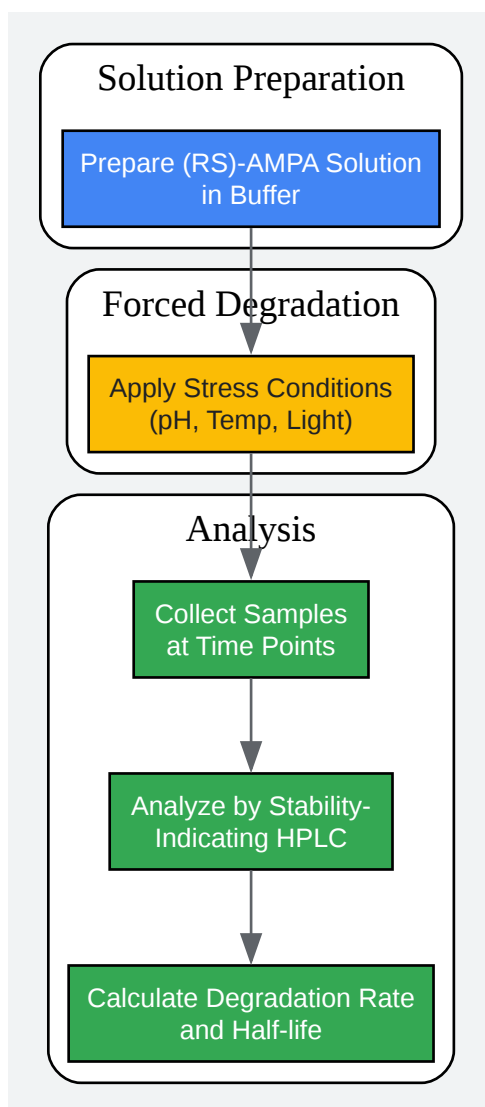 Solution Preparation
Prepare (RS)-AMPA Solution
in Buffer
Forced Degradation
Apply Stress Conditions
(pH, Temp, Light)
Analysis
Collect Samples
at Time Points
Analyze by Stability-
Indicating HPLC
Calculate Degradation Rate
and Half-life